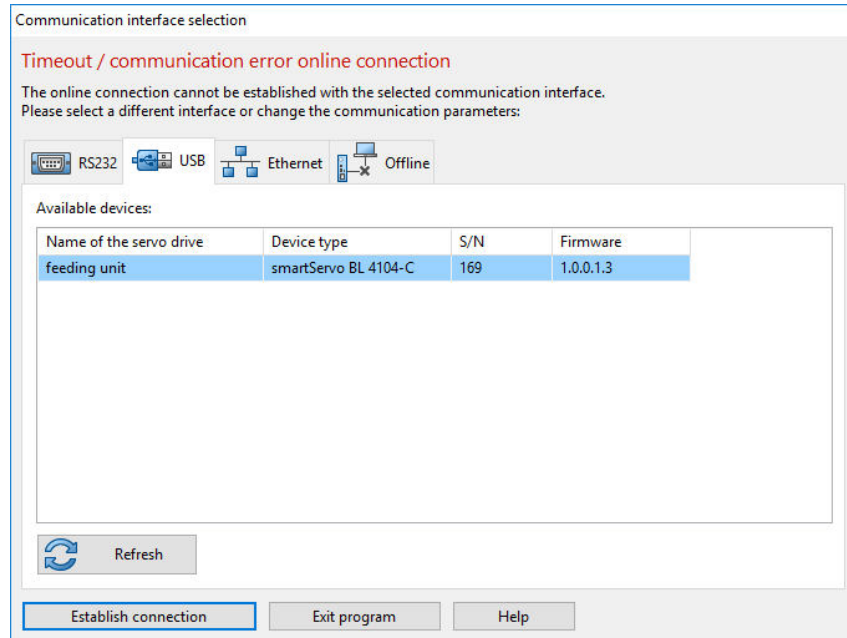 Communication interface selection
Timeout / communication error online connection
The online connection cannot be established with the selected communication interface.
Please select a different interface or change the communication parameters:
RS232 USB Ethernet Offline
Available devices:
Name of the servo drive Device type S/N Firmware
feeding unit smartServo BL 4104-C 169 1.0.0.1.3
Refresh
Establish connection Exit program Help